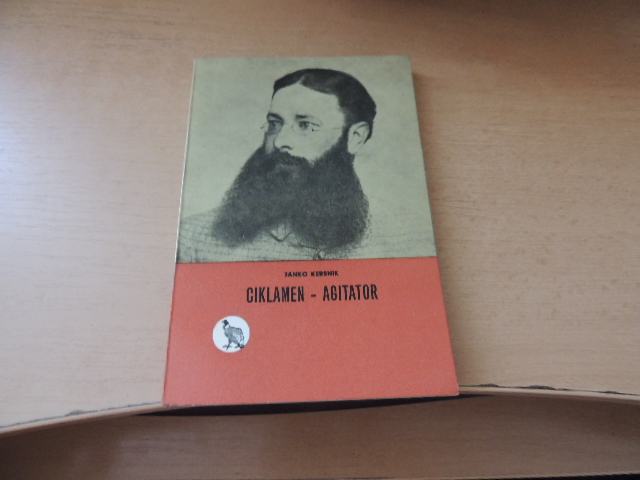 JANKO KERSNIK
CIKLAMEN - AGITATOR